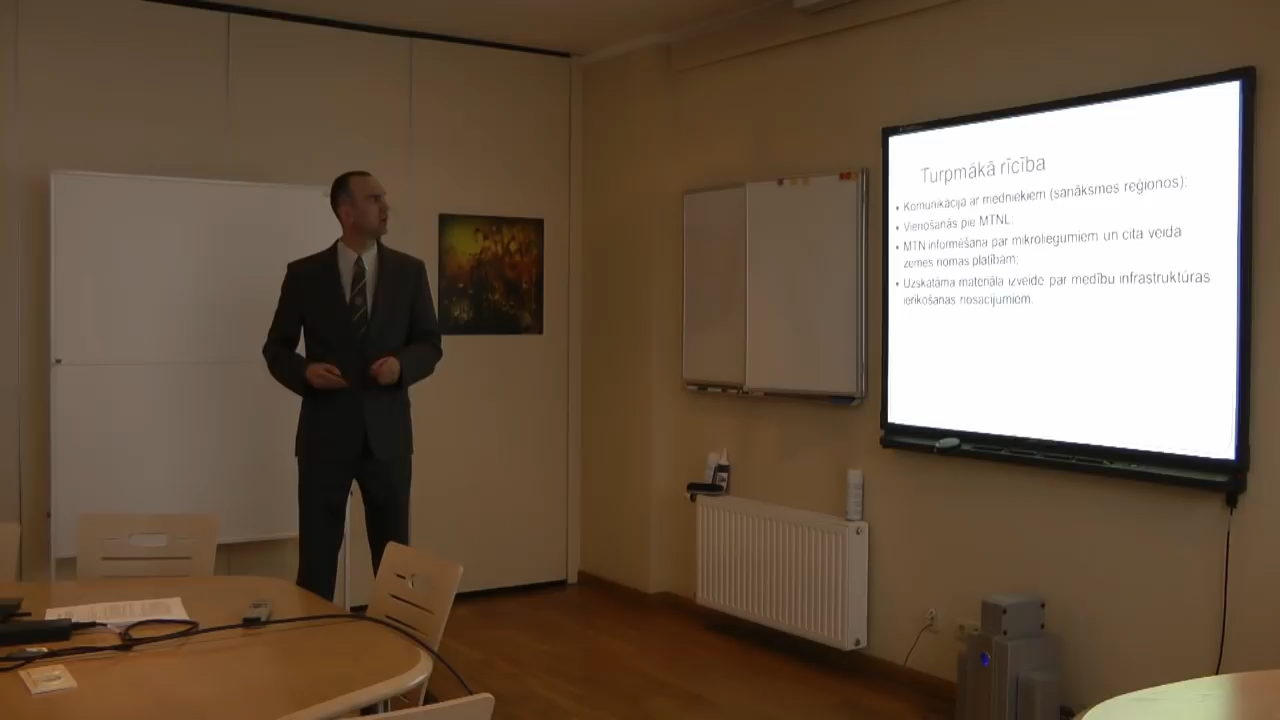 Turpmākā rīcība
• Komunikācija ar medniekiem (sanāksmes reģionos);
• Vienošanās pie MTNL;
• MTN informēšana par mikroliegumiem un cita veida
zemes nomas platībām;
• Uzskatāma materiāla izveide par medību infrastruktūras
ierīkošanas nosacījumiem.